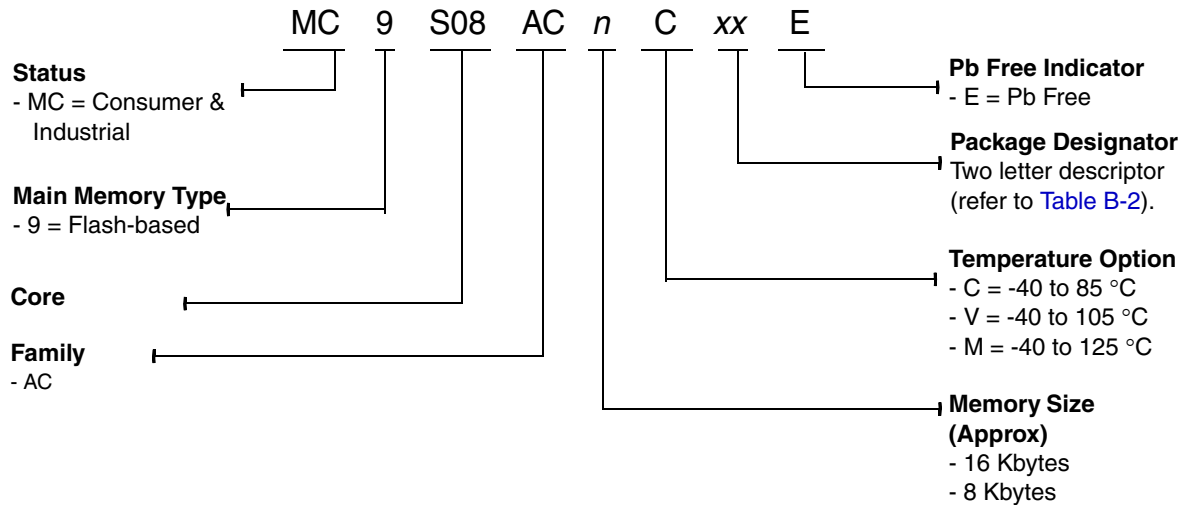 MC 9 S08 AC n C xx E
Status
- MC = Consumer &
Industrial
Main Memory Type
- 9 = Flash-based
Core
Family
- AC
Pb Free Indicator
- E = Pb Free
Package Designator
Two letter descriptor
(refer to Table B-2).
Temperature Option
- C = -40 to 85 °C
- V = -40 to 105 °C
- M = -40 to 125 °C
Memory Size
(Approx)
- 16 Kbytes
- 8 Kbytes